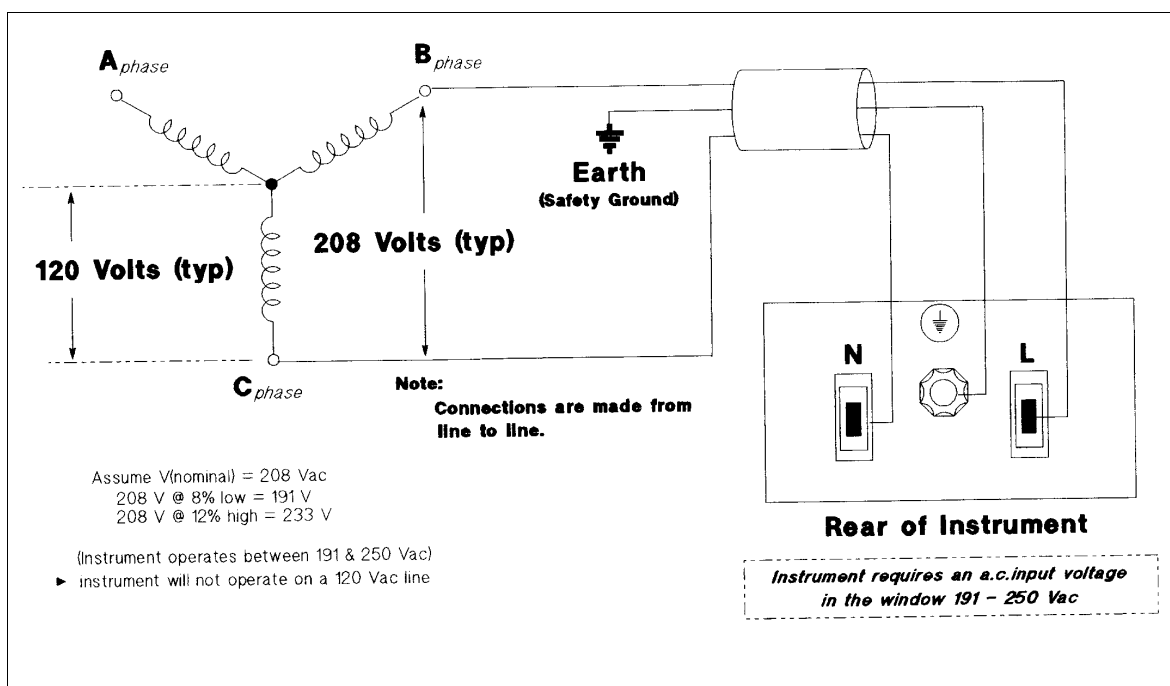 A phase
B phase
Earth
(Safety Ground)
120 Volts (typ)
208 Volts (typ)
C phase
Note:
Connections are made from
line to line.
N
L
Assume V(nominal) = 208 Vac
208 V @ 8% low = 191 V
208 V @ 12% high = 233 V
(Instrument operates between 191 & 250 Vac)
► instrument will not operate on a 120 Vac line
Rear of Instrument
Instrument requires an a.c.input voltage
in the window 191 – 250 Vac